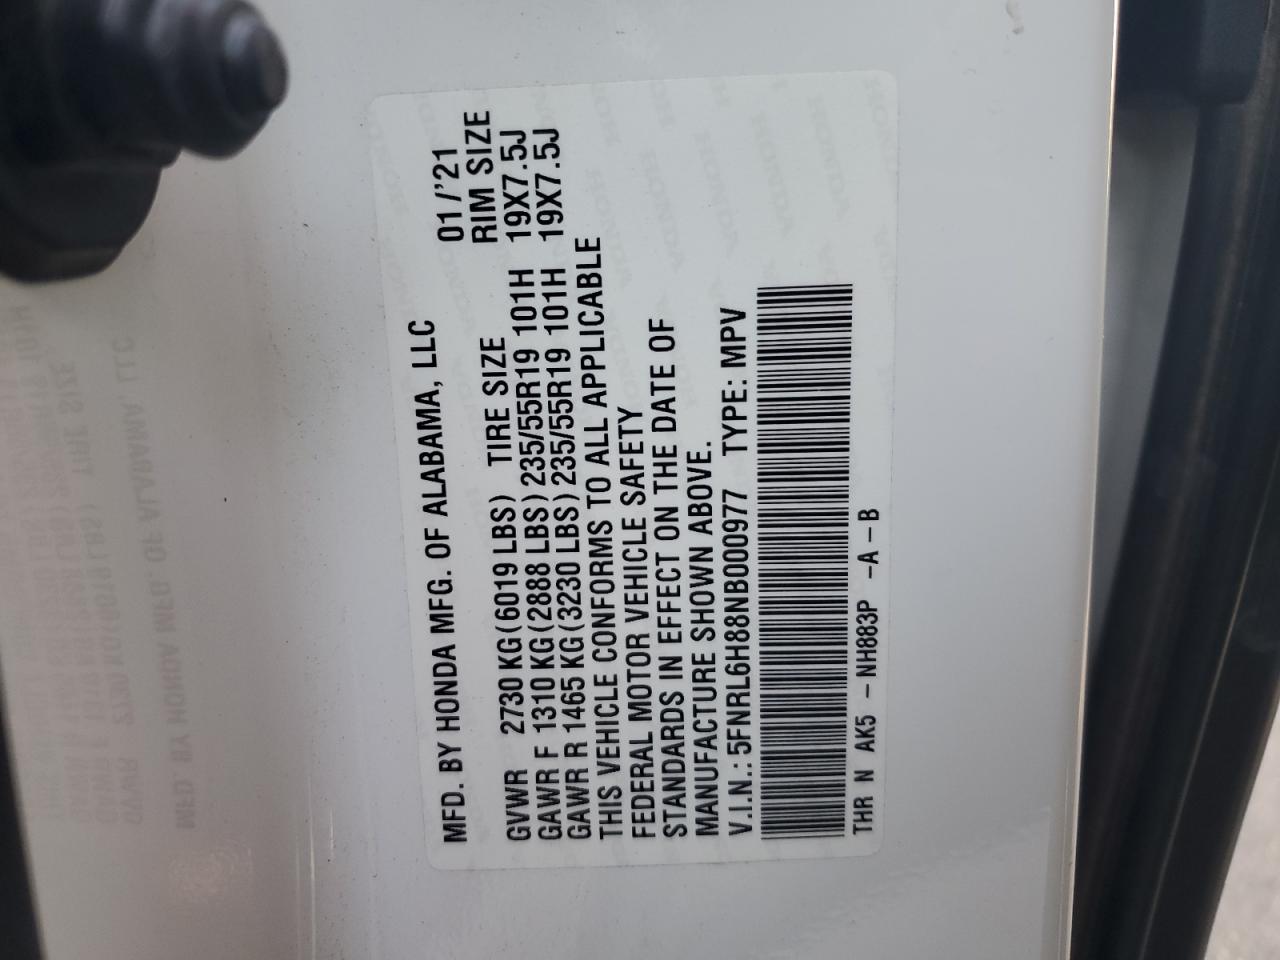 MFD. BY HONDA MFG. OF ALABAMA, LLC 01/'21
TIRE SIZE RIM SIZE
GVWR 2730 KG(6019 LBS)
GAWR F 1310 KG(2888 LBS) 235/55R19 101H 19X7.5J
GAWR R 1465 KG(3230 LBS) 235/55R19 101H 19X7.5J
THIS VEHICLE CONFORMS TO ALL APPLICABLE
FEDERAL MOTOR VEHICLE SAFETY
STANDARDS IN EFFECT ON THE DATE OF
MANUFACTURE SHOWN ABOVE.
V.I.N.: 5FNRL6H88NB000977 TYPE: MPV
THR N AK5 - NH883P -A-B